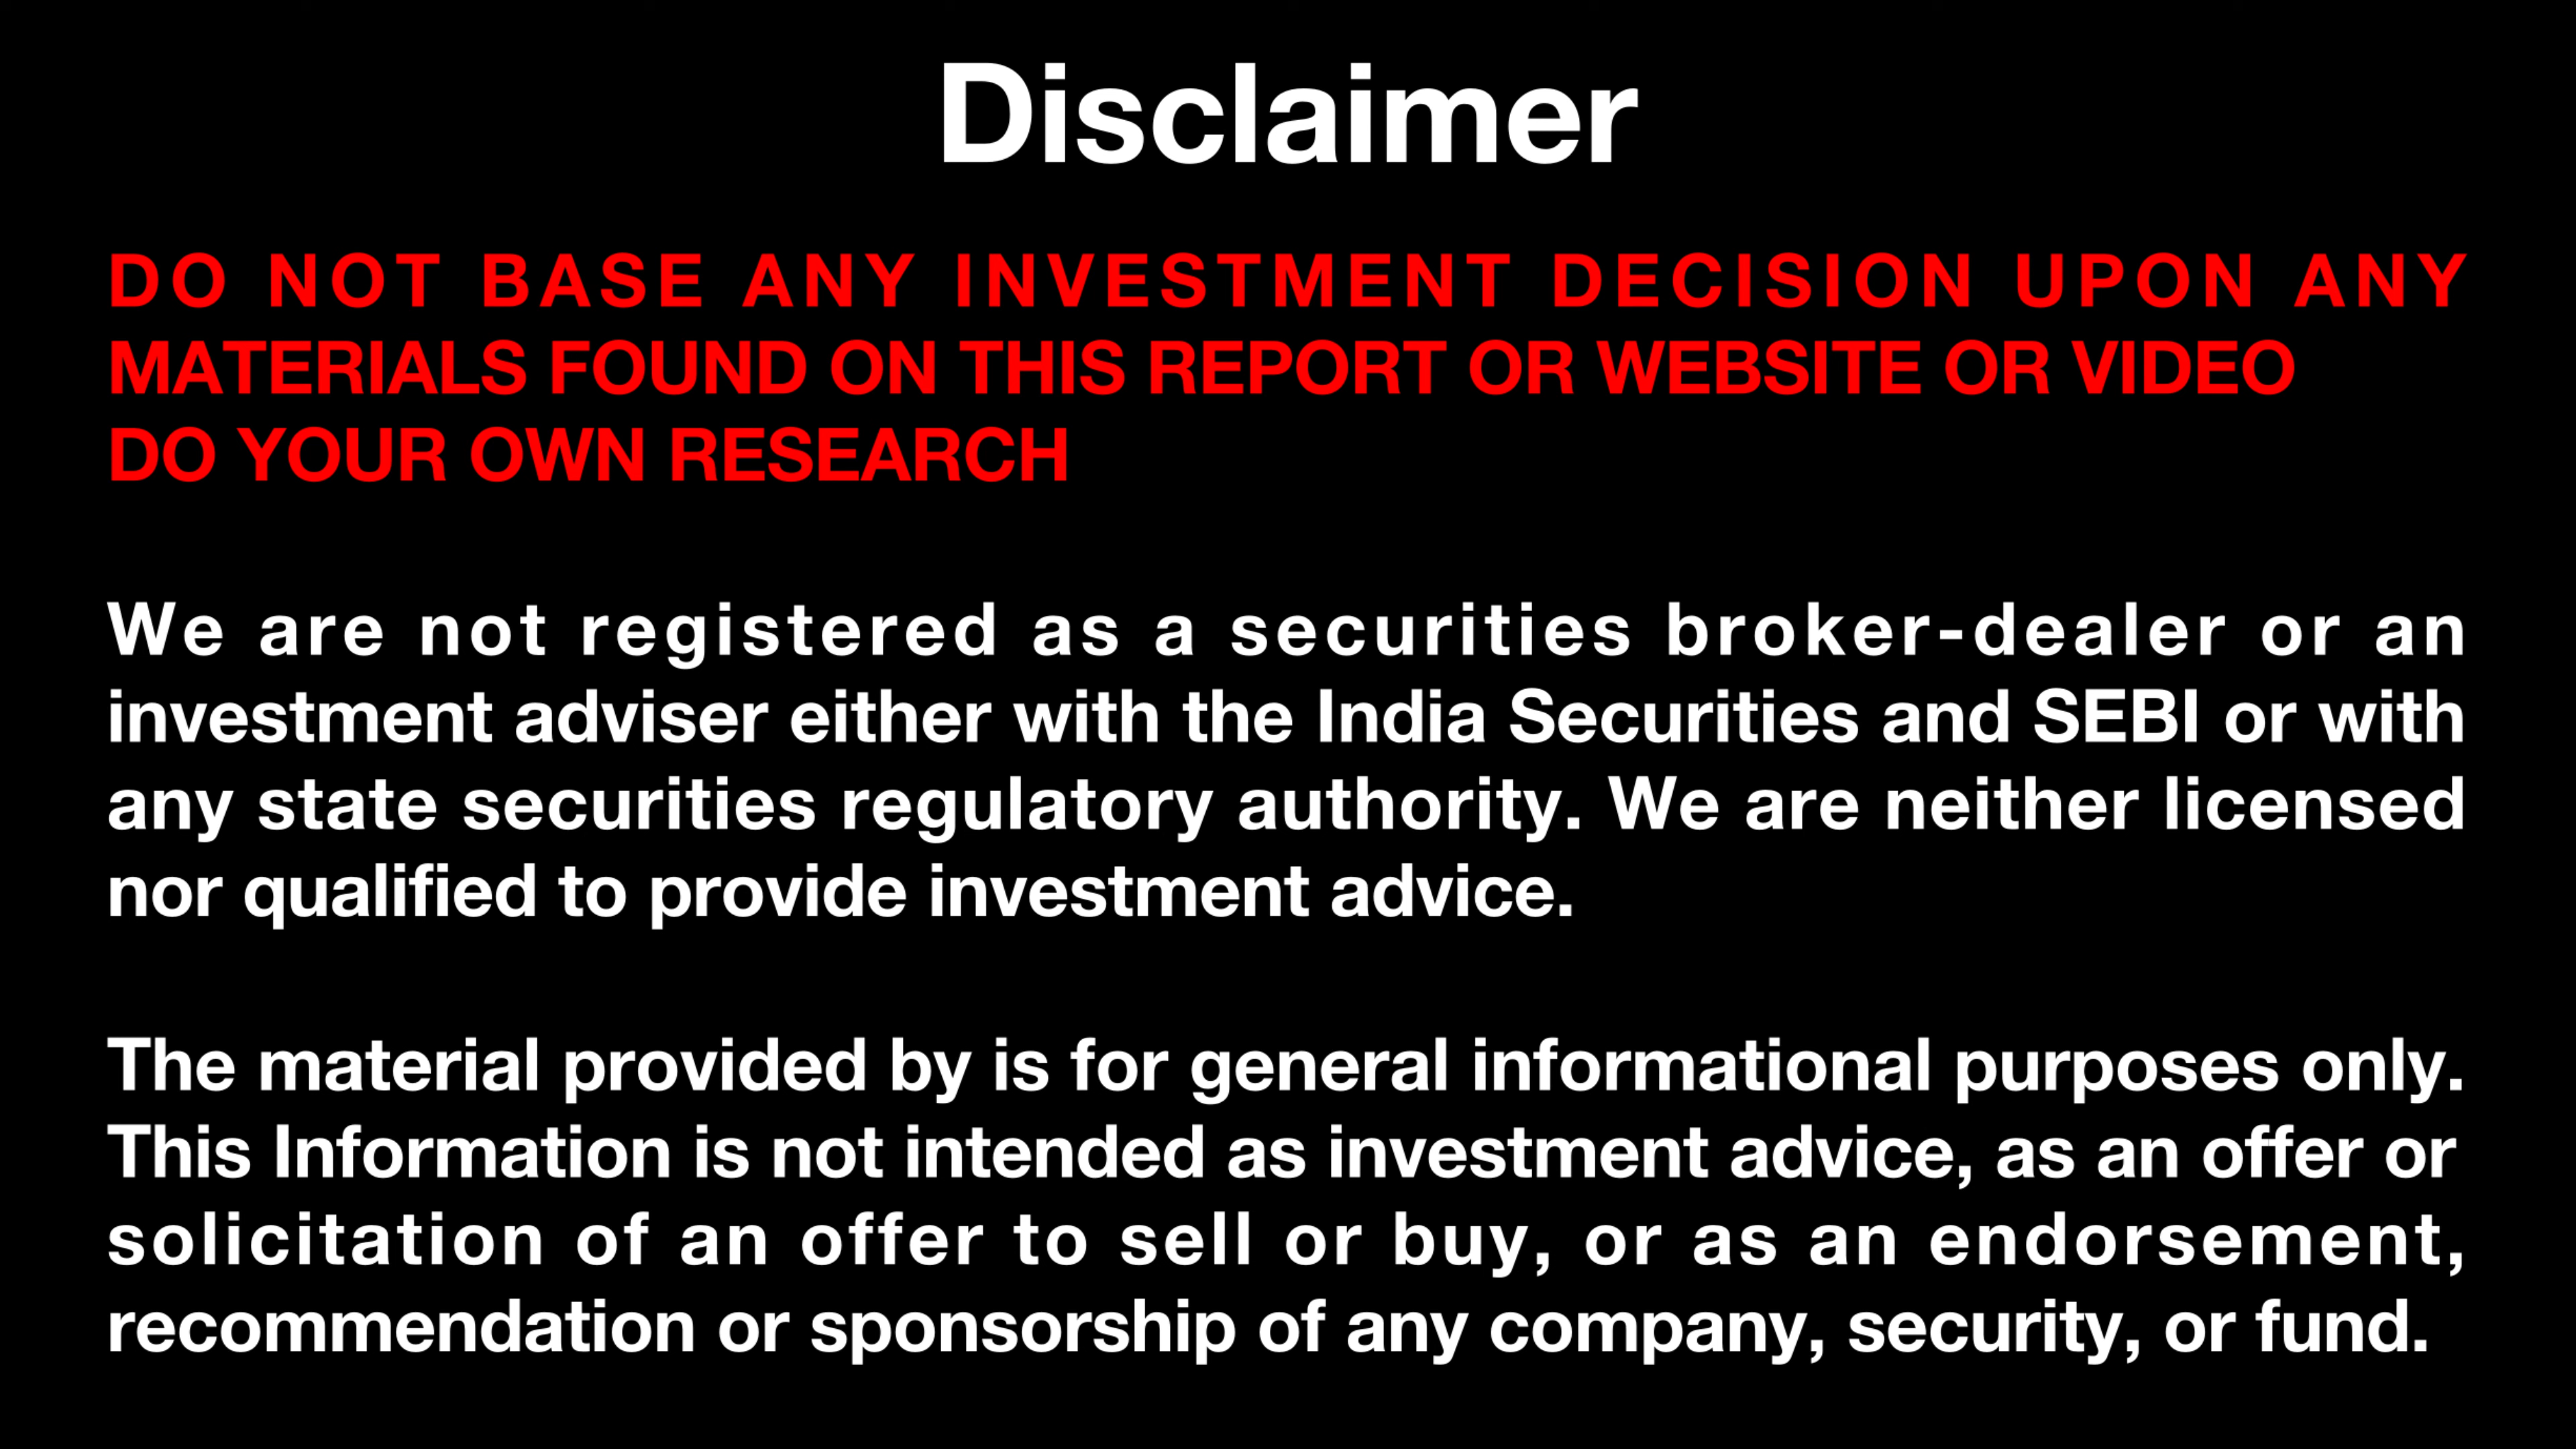 Disclaimer
DO NOT BASE ANY INVESTMENT DECISION UPON ANY
MATERIALS FOUND ON THIS REPORT OR WEBSITE OR VIDEO
DO YOUR OWN RESEARCH
We are not registered as a securities broker-dealer or an
investment adviser either with the India Securities and SEBI or with
any state securities regulatory authority. We are neither licensed
nor qualified to provide investment advice.
The material provided by is for general informational purposes only.
This Information is not intended as investment advice, as an offer or
solicitation of an offer to sell or buy, or as an endorsement,
recommendation or sponsorship of any company, security, or fund.